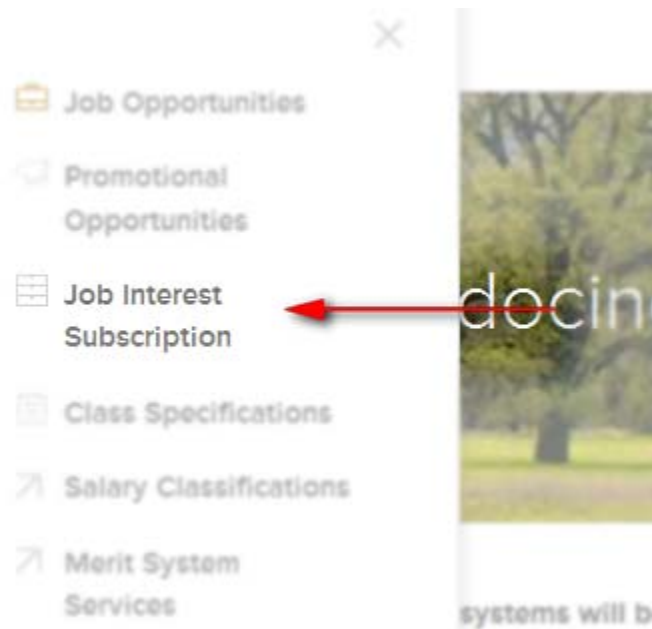 Job Opportunities
Promotional
Opportunities
Job Interest
Subscription
docin
Class Specifications
Salary Classifications
Merit System
Services
systems will b